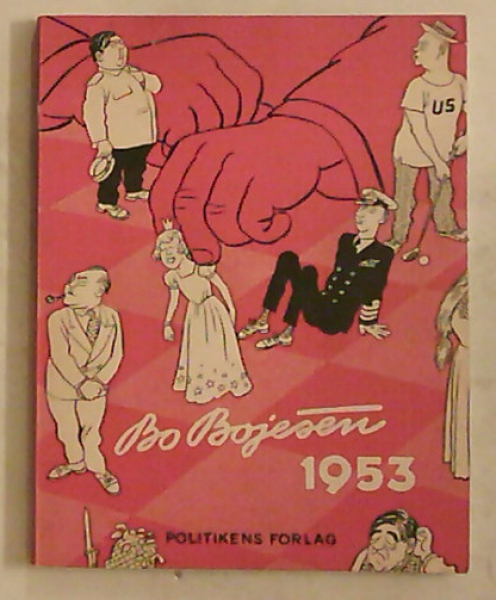 US
Bo Bojesen
1953
POLITIKENS FORLAG